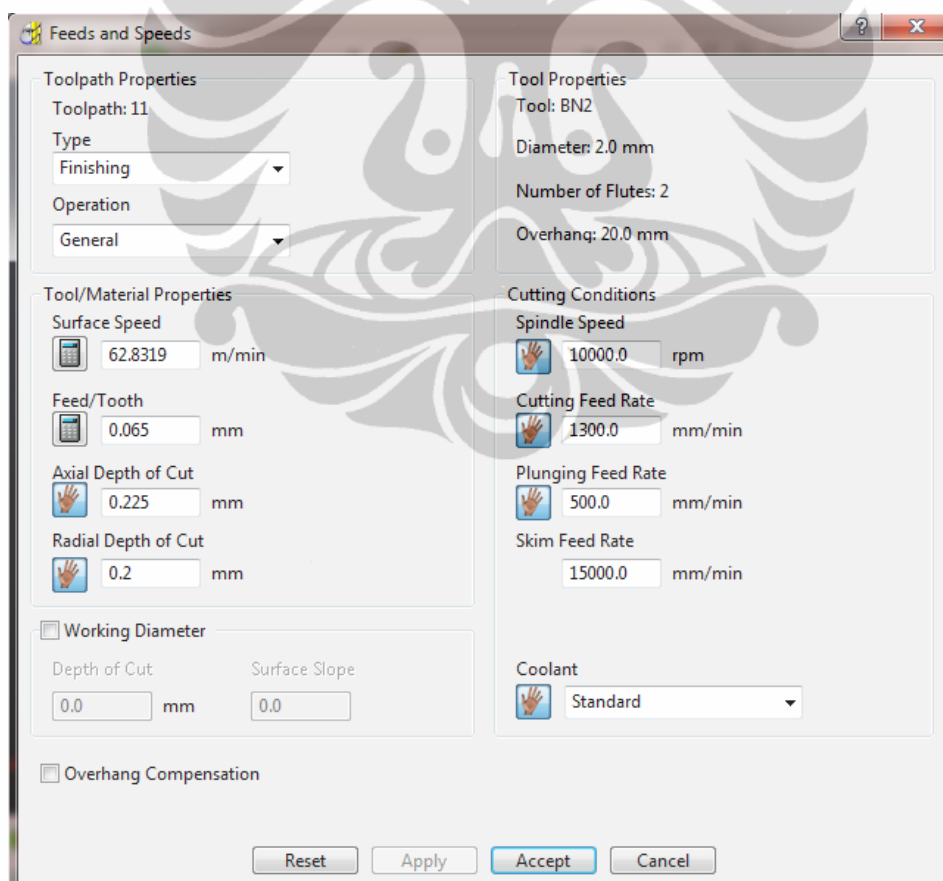 Feeds and Speeds
Toolpath Properties
Toolpath: 11
Type
Finishing
Operation
General
Tool Properties
Tool: BN2
Diameter: 2.0 mm
Number of Flutes: 2
Overhang: 20.0 mm
Tool/Material Properties
Surface Speed
62.8319 m/min
Feed/Tooth
0.065 mm
Axial Depth of Cut
0.225 mm
Radial Depth of Cut
0.2 mm
Cutting Conditions
Spindle Speed
10000.0 rpm
Cutting Feed Rate
1300.0 mm/min
Plunging Feed Rate
500.0 mm/min
Skim Feed Rate
15000.0 mm/min
Working Diameter
Depth of Cut Surface Slope
0.0 mm 0.0
Coolant
Standard
Overhang Compensation
Reset Apply Accept Cancel